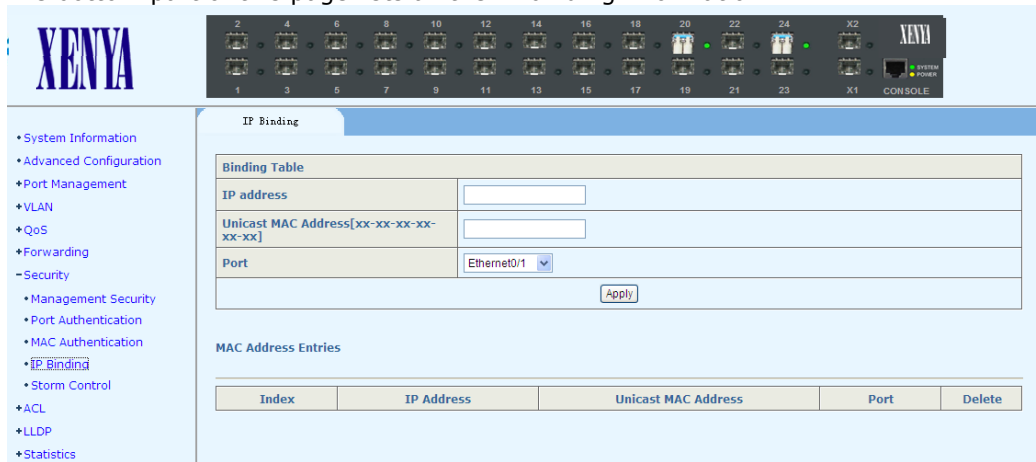 XENYA
2 4 6 8 10 12 14 16 18 20 22 24 X2
XENYA
SYSTEM
POWER
1 3 5 7 9 11 13 15 17 19 21 23 X1 CONSOLE
IP Binding
System Information
Advanced Configuration
+Port Management
+VLAN
+QoS
+Forwarding
-Security
Management Security
Port Authentication
MAC Authentication
IP Binding
Storm Control
+ACL
+LLDP
+Statistics
Binding Table
IP address
Unicast MAC Address[xx-xx-xx-xx-
xx-xx]
Port Ethernet0/1
Apply
MAC Address Entries
Index IP Address Unicast MAC Address Port Delete